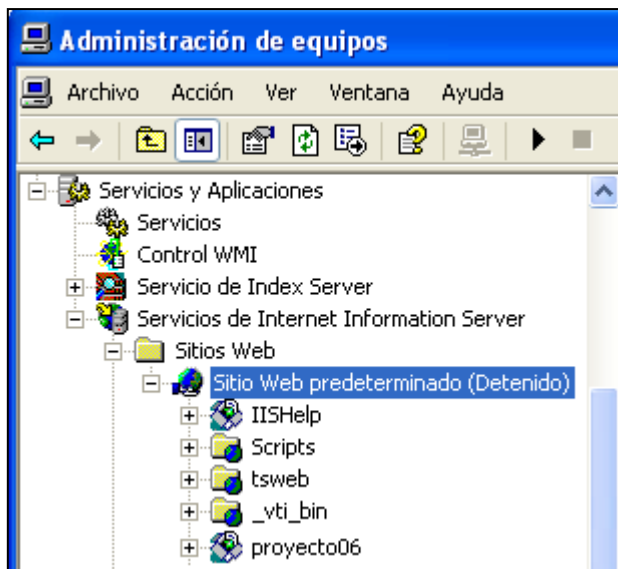 Administración de equipos
Archivo Acción Ver Ventana Ayuda
Servicios y Aplicaciones
Servicios
Control WMI
Servicio de Index Server
Servicios de Internet Information Server
Sitios Web
Sitio Web predeterminado (Detenido)
IISHelp
Scripts
tsweb
_vti_bin
proyecto06